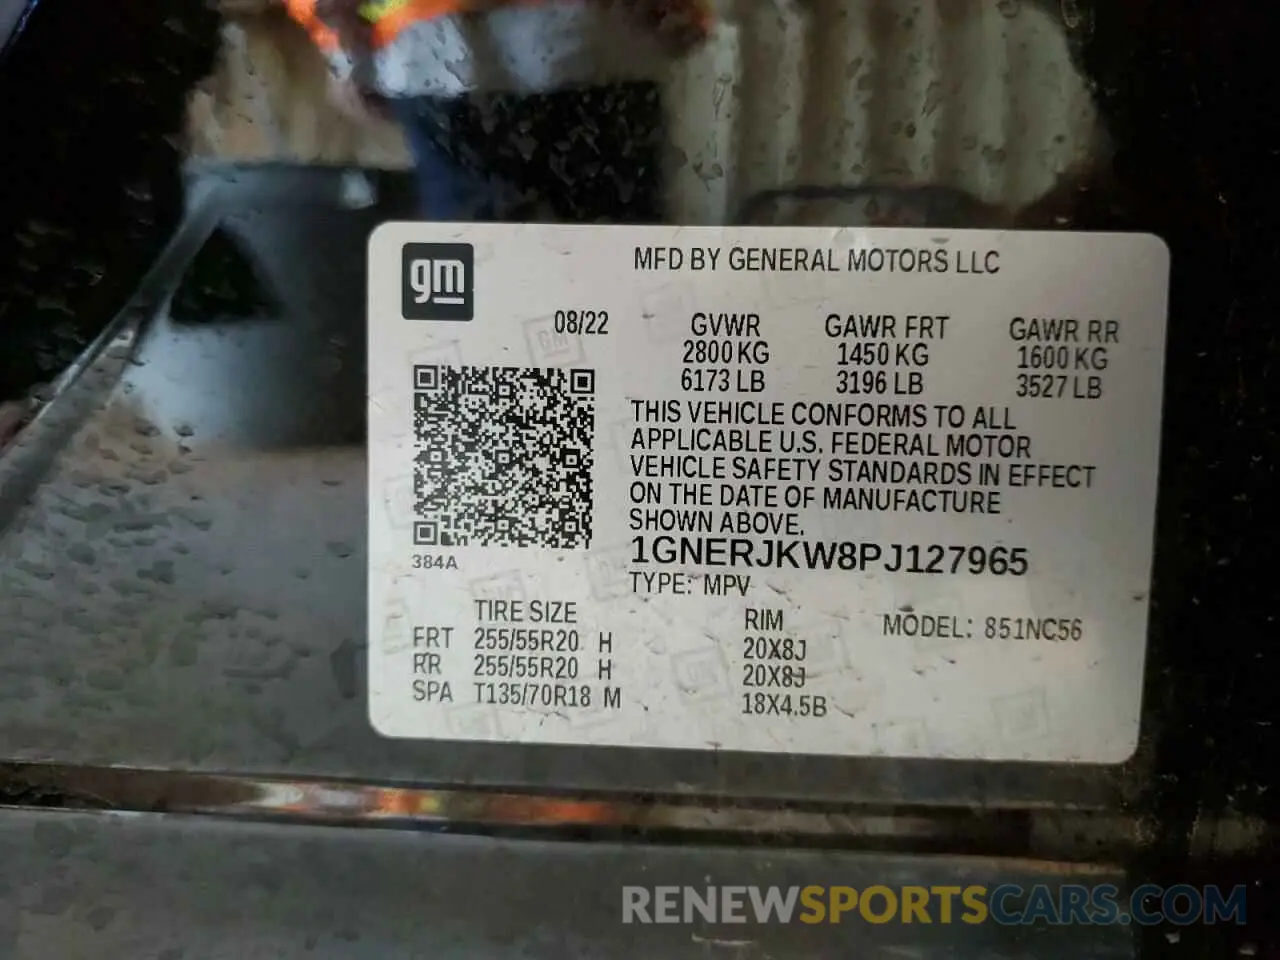 gm
MFD BY GENERAL MOTORS LLC
08/22 GVWR GAWR FRT GAWR RR
2800 KG 1450 KG 1600 KG
6173 LB 3196 LB 3527 LB
THIS VEHICLE CONFORMS TO ALL
APPLICABLE U.S. FEDERAL MOTOR
VEHICLE SAFETY STANDARDS IN EFFECT
ON THE DATE OF MANUFACTURE
SHOWN ABOVE.
1GNERJKW8PJ127965
384A
TYPE: MPV
TIRE SIZE RIM MODEL: 851NC56
FRT 255/55R20 H 20X8J
RR 255/55R20 H 20X8J
SPA T135/70R18 M 18X4.5B
RENEWSPORTSCARS.COM